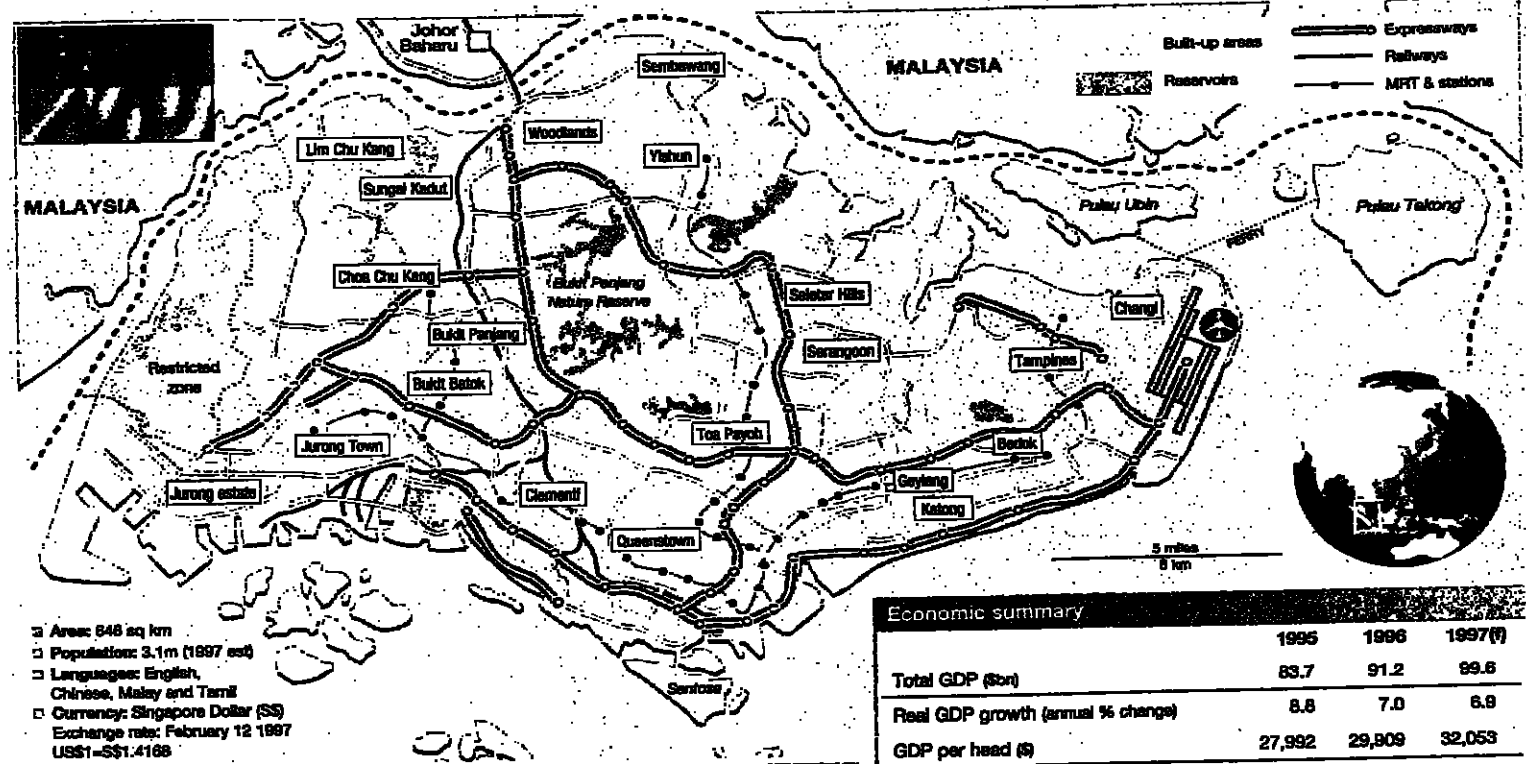 Johor
Baharu
Sembawang
MALAYSIA
Built-up areas
Reservoirs
Expressways
Railways
MRT & stations
Lim Chu Kang
Woodlands
Yishun
Sungei Kadut
MALAYSIA
Pulau Ubin
Pulau Tekong
FERRY
Choa Chu Kang
Bukit Panjang
Nature Reserve
Seletar Hills
Changi
Bukit Panjang
Serangoon
Tampines
Restricted
zone
Bukit Batok
Jurong Town
Toa Payoh
Bedok
Jurong estate
Clementi
Geylang
Katong
Queenstown
5 miles
8 km
Sentosa
Area: 646 sq km
Population: 3.1m (1997 est)
Languages: English,
Chinese, Malay and Tamil
Currency: Singapore Dollar (S$)
Exchange rate: February 12 1997
US$1=S$1.4168
Economic summary
1995 1996 1997(f)
Total GDP ($bn) 83.7 91.2 99.6
Real GDP growth (annual % change) 8.8 7.0 6.9
GDP per head ($) 27,992 29,909 32,053